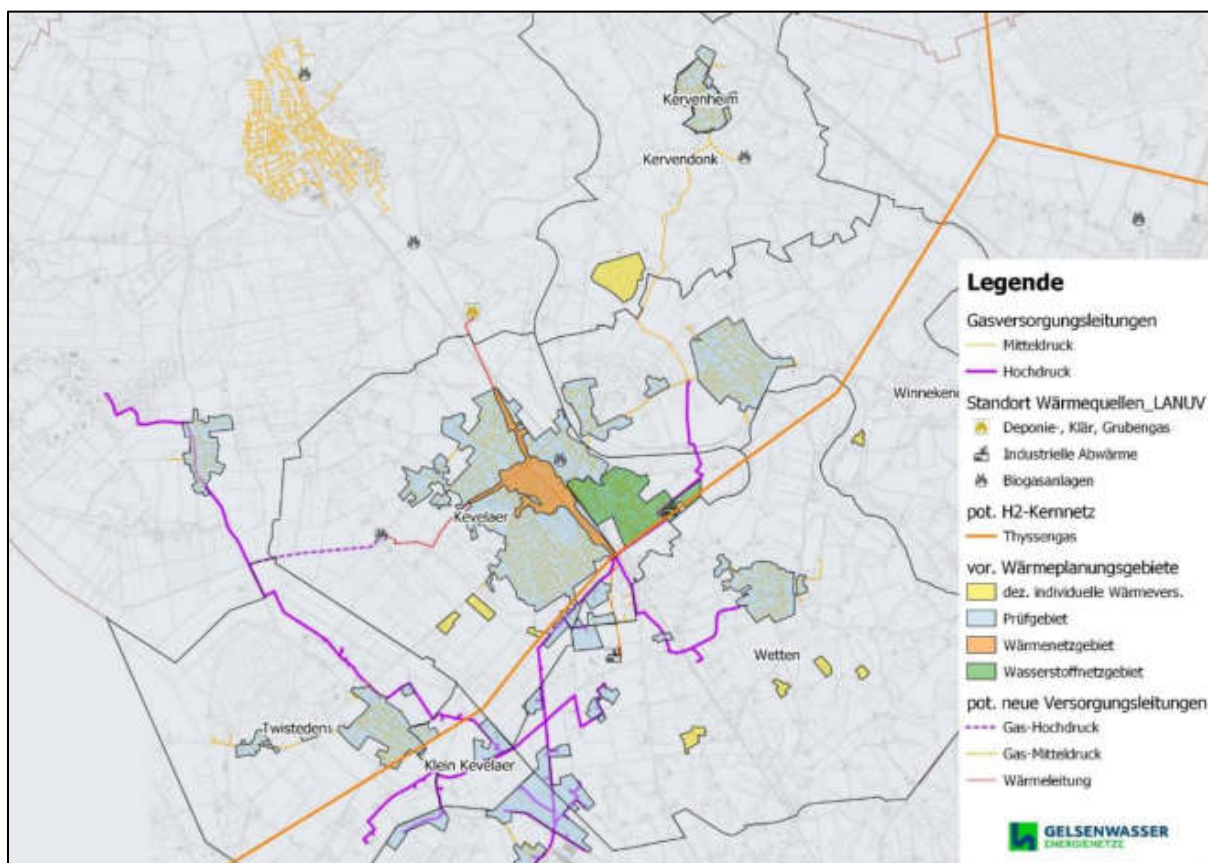 Kervenheim
Kervendonk
Kevelaer
Wetten
Twistedens
Klein Kevelaer
Winnekend
Legende
Gasversorgungsleitungen
Mitteldruck
Hochdruck
Standort Wärmequellen_LANUV
Deponie-, Klär, Grubengas
Industrielle Abwärme
Biogasanlagen
pot. H2-Kernnetz
Thyssengas
vor. Wärmeplanungsgebiete
dez. individuelle Wärmevers.
Prüfgebiet
Wärmenetzgebiet
Wasserstoffnetzgebiet
pot. neue Versorgungsleitungen
Gas-Hochdruck
Gas-Mitteldruck
Wärmeleitung
GELSENWASSER
ENERGIENETZE